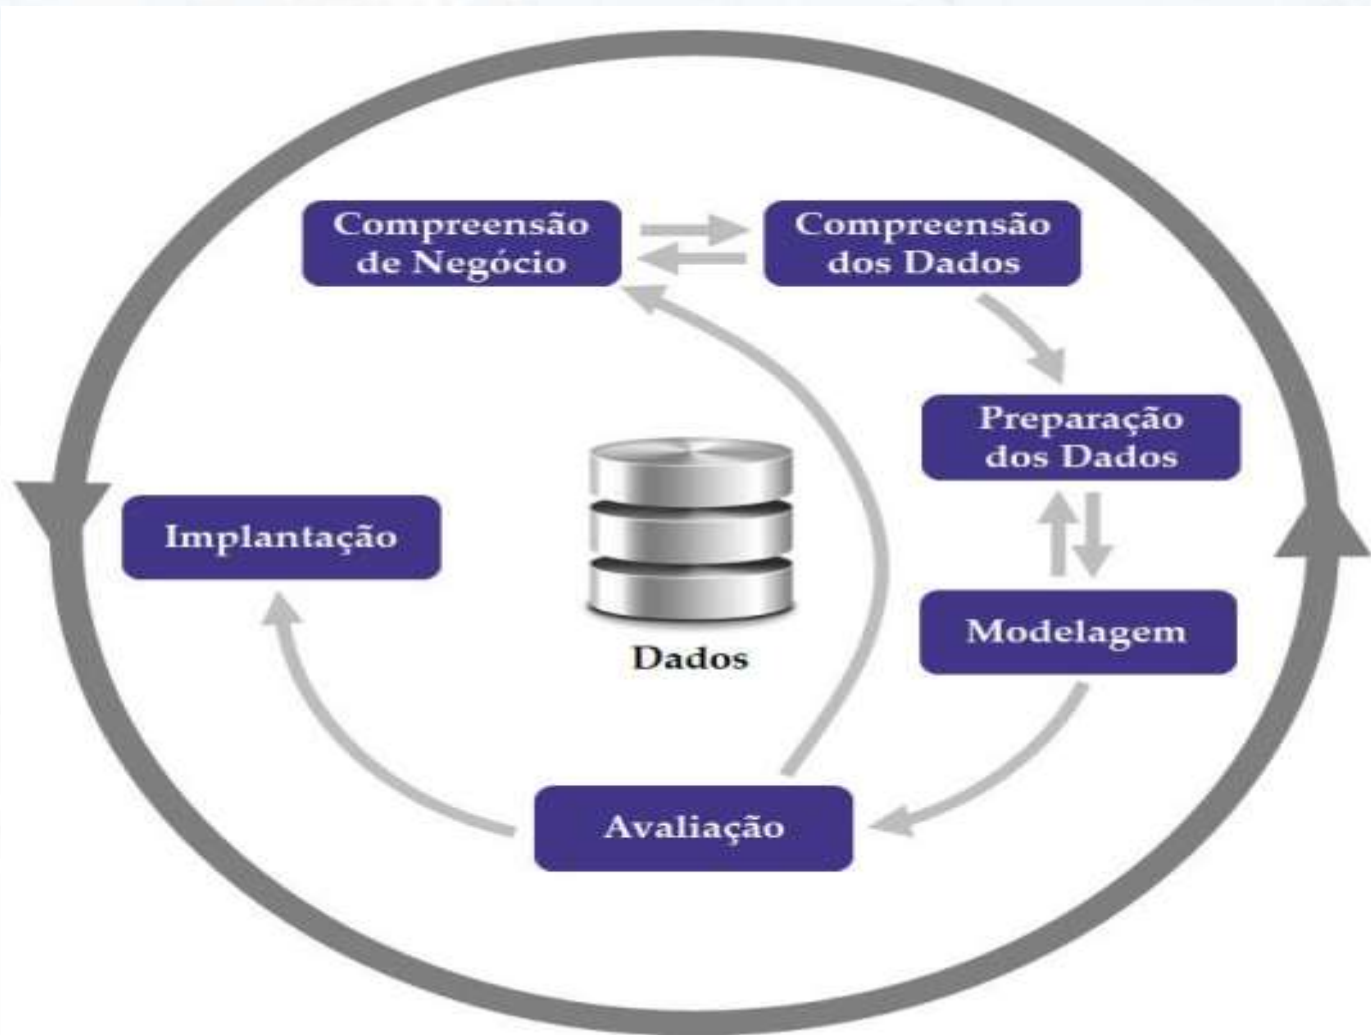 Compreensão
de Negócio
Compreensão
dos Dados
Preparação
dos Dados
Implantação
Modelagem
Dados
Avaliação